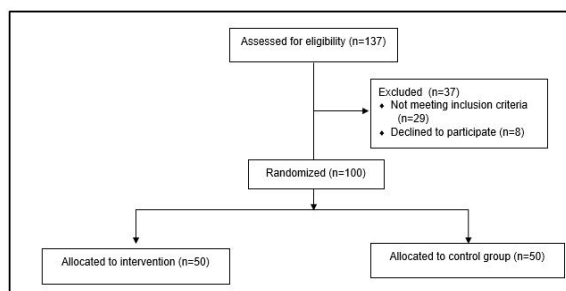 Assessed for eligibility (n=137)
Excluded (n=37)
⬧ Not meeting inclusion criteria
(n=29)
⬧ Declined to participate (n=8)
Randomized (n=100)
Allocated to intervention (n=50)
Allocated to control group (n=50)